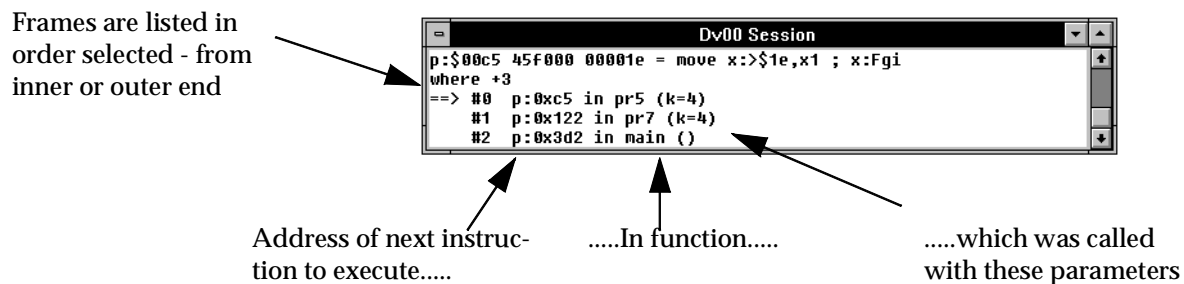 Frames are listed in
order selected - from
inner or outer end
Dv00 Session
p:$00c5 45f000 00001e = move x:>$1e,x1 ; x:Fgi
where +3
==> #0 p:0xc5 in pr5 (k=4)
#1 p:0x122 in pr7 (k=4)
#2 p:0x3d2 in main ()
Address of next instruc-
tion to execute.....
.....In function.....
.....which was called
with these parameters